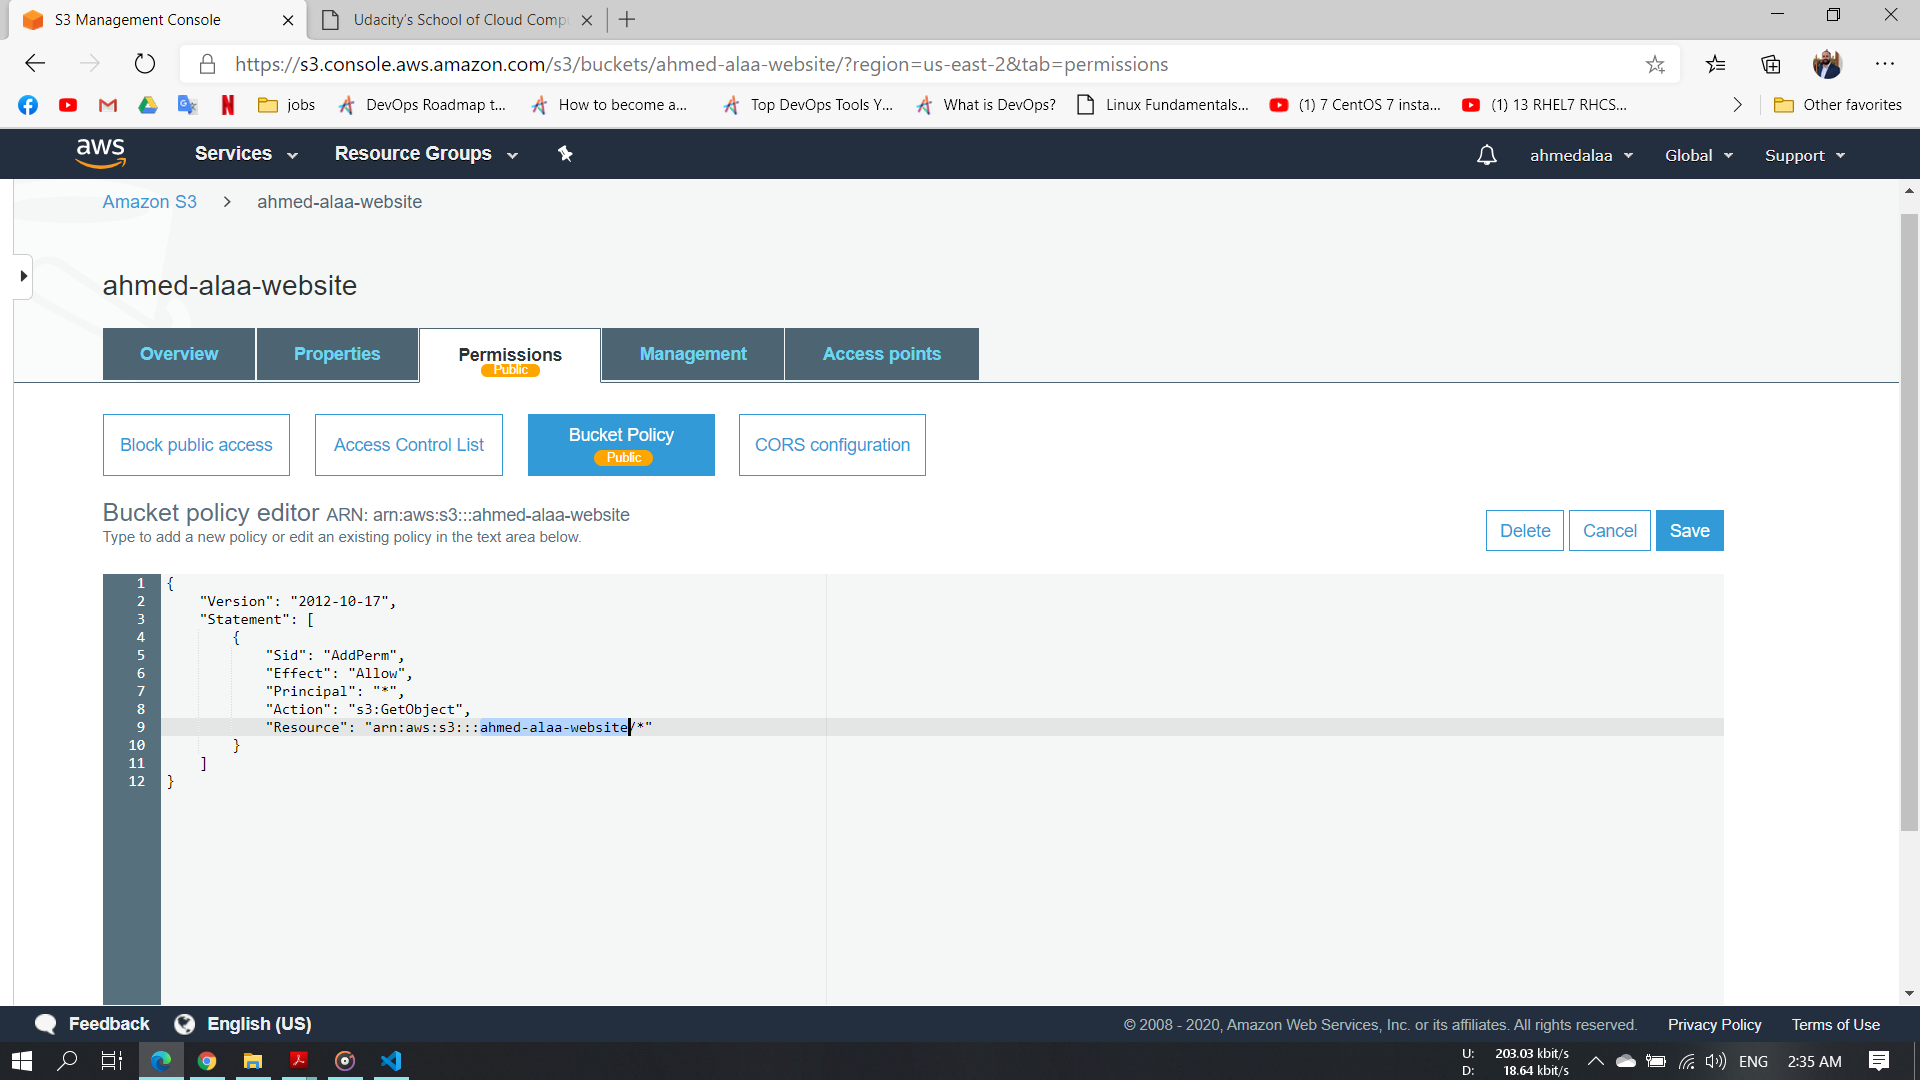 S3 Management Console
Udacity's School of Cloud Comp
https://s3.console.aws.amazon.com/s3/buckets/ahmed-alaa-website/?region=us-east-2&tab=permissions
jobs
DevOps Roadmap t...
How to become a...
Top DevOps Tools Y...
What is DevOps?
Linux Fundamentals...
(1) 7 CentOS 7 insta...
(1) 13 RHEL7 RHCS...
Other favorites
aws
Services
Resource Groups
ahmedalaa
Global
Support
Amazon S3 > ahmed-alaa-website
ahmed-alaa-website
Overview
Properties
Permissions
Public
Management
Access points
Block public access
Access Control List
Bucket Policy
Public
CORS configuration
Bucket policy editor ARN: arn:aws:s3:::ahmed-alaa-website
Type to add a new policy or edit an existing policy in the text area below.
Delete
Cancel
Save
1 {
2 "Version": "2012-10-17",
3 "Statement": [
4 {
5 "Sid": "AddPerm",
6 "Effect": "Allow",
7 "Principal": "*",
8 "Action": "s3:GetObject",
9 "Resource": "arn:aws:s3:::ahmed-alaa-website/*"
10 }
11 ]
12 }
Feedback
English (US)
© 2008 - 2020, Amazon Web Services, Inc. or its affiliates. All rights reserved.
Privacy Policy
Terms of Use
U: 203.03 kbit/s
D: 18.64 kbit/s
ENG
2:35 AM